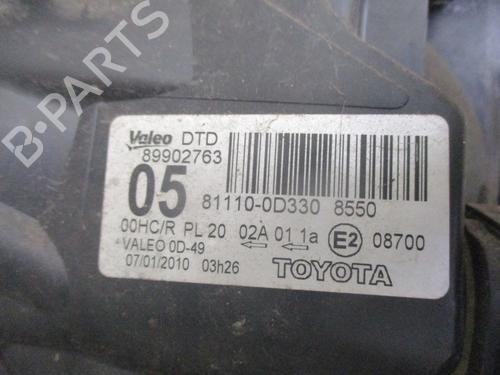 Valeo DTD
89902763
05
81110-0D330 8550
00HC/R PL 20 02A 01 1a E2 08700
VALEO 0D-49
07/01/2010 03h26
TOYOTA
B-PARTS